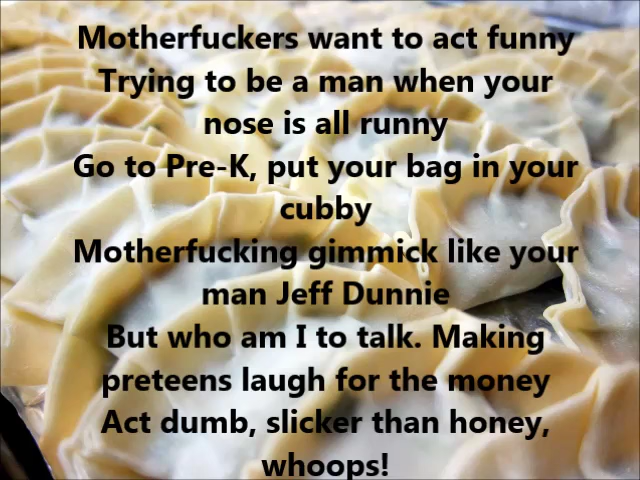 Motherfuckers want to act funny
Trying to be a man when your
nose is all runny
Go to Pre-K, put your bag in your
cubby
Motherfucking gimmick like your
man Jeff Dunnie
But who am I to talk. Making
preteens laugh for the money
Act dumb, slicker than honey,
whoops!